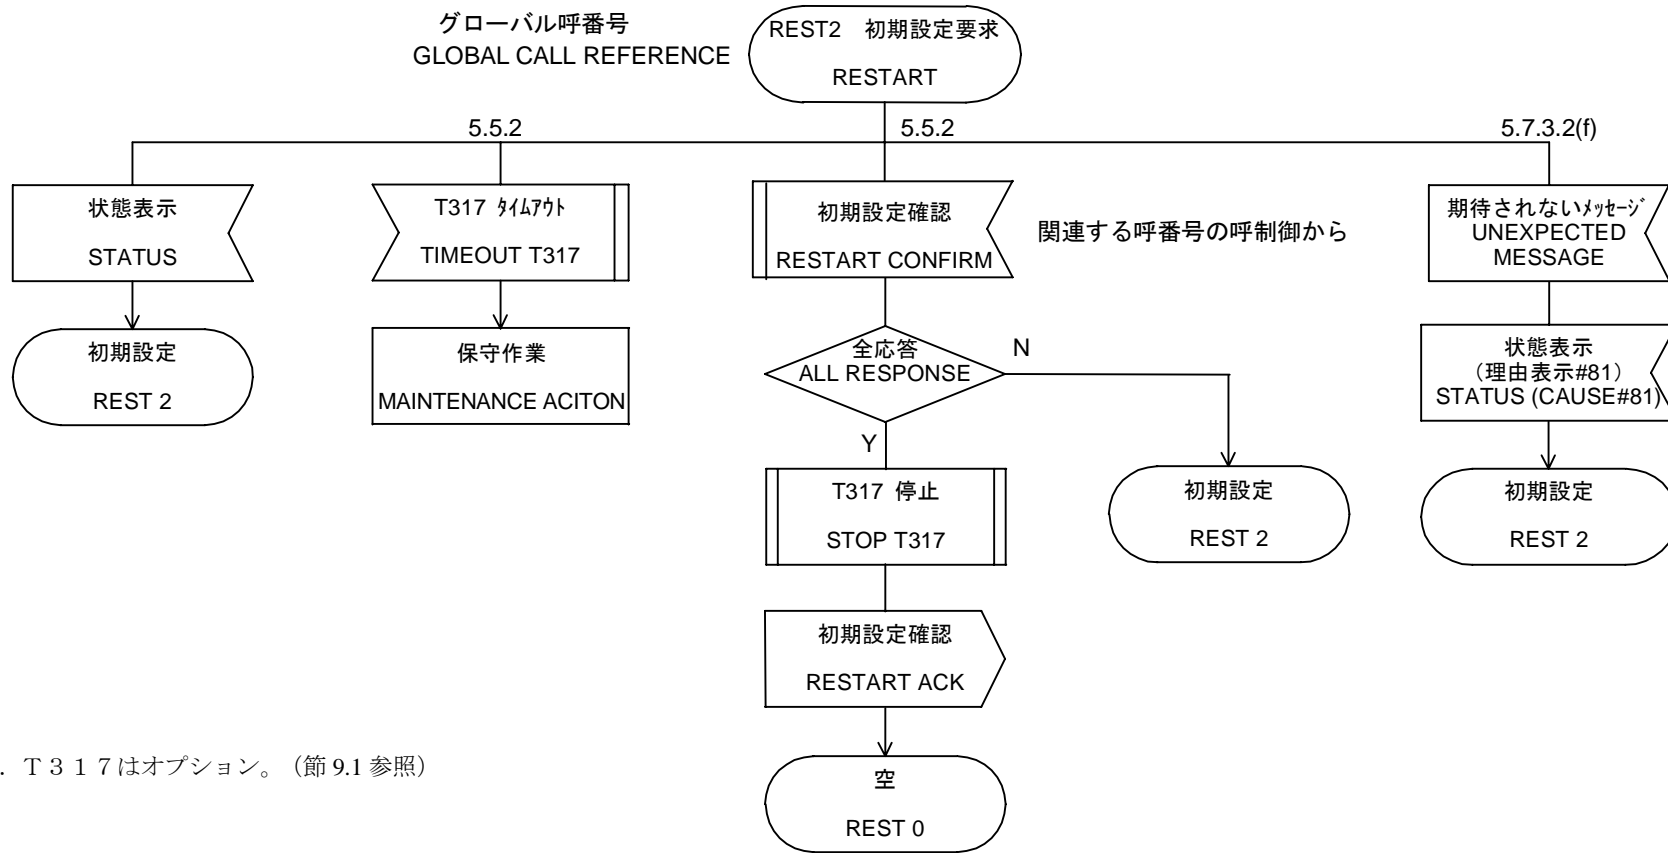 グローバル呼番号
GLOBAL CALL REFERENCE
REST2 初期設定要求
RESTART
5.5.2
5.5.2
5.7.3.2(f)
状態表示
STATUS
T317 ﾀｲﾑｱｳﾄ
TIMEOUT T317
初期設定確認
RESTART CONFIRM
関連する呼番号の呼制御から
期待されないﾒｯｾｰｼﾞ
UNEXPECTED
MESSAGE
初期設定
REST 2
保守作業
MAINTENANCE ACITON
全応答
ALL RESPONSE
N
Y
状態表示
（理由表示#81）
STATUS (CAUSE#81)
T317 停止
STOP T317
初期設定
REST 2
初期設定
REST 2
初期設定確認
RESTART ACK
. Ｔ３１７はオプション。（節 9.1 参照）
空
REST 0